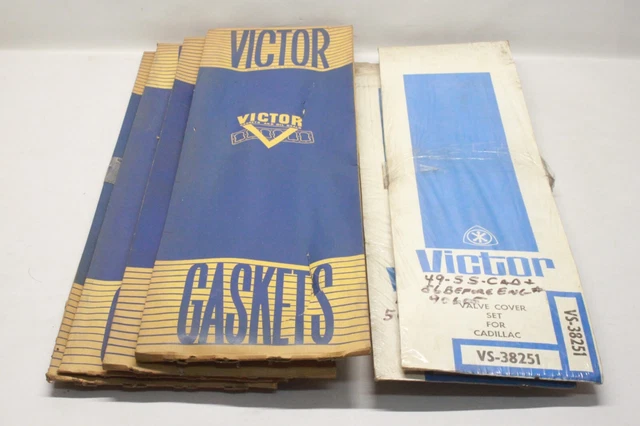 VICTOR
VICTOR
GASKETS
Victor
49-55-CAD+
56 BEFORE ENG #
VALVE COVER
SET
FOR
CADILLAC
VS-38251
VS-38251
5